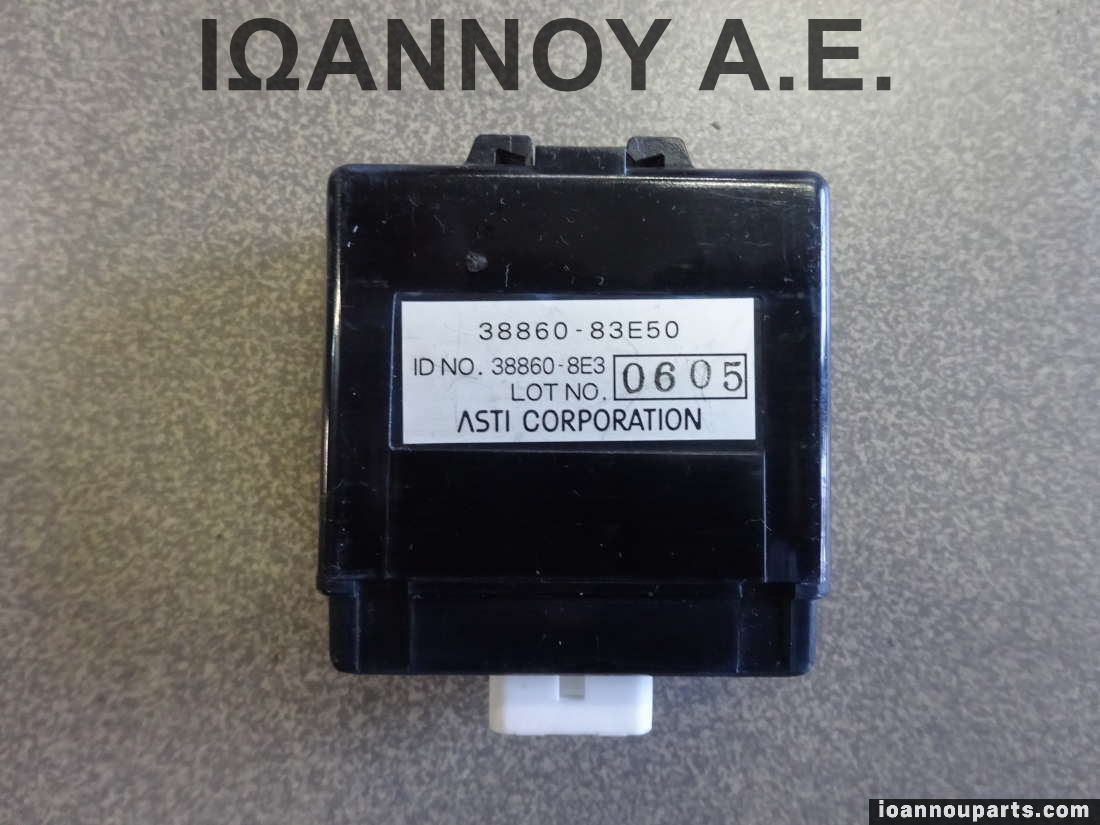 ΙΩΑΝΝΟΥ Α.Ε.
38860-83E50
ID NO. 38860-8E3
LOT NO. 0605
ASTI CORPORATION
ioannouparts.com